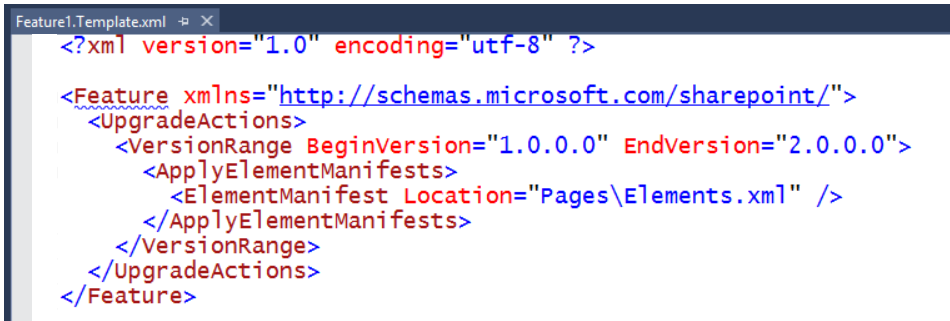 Feature1.Template.xml
<?xml version="1.0" encoding="utf-8" ?>
<Feature xmlns="http://schemas.microsoft.com/sharepoint/">
<UpgradeActions>
<VersionRange BeginVersion="1.0.0.0" EndVersion="2.0.0.0">
<ApplyElementManifests>
<ElementManifest Location="Pages\Elements.xml" />
</ApplyElementManifests>
</VersionRange>
</UpgradeActions>
</Feature>